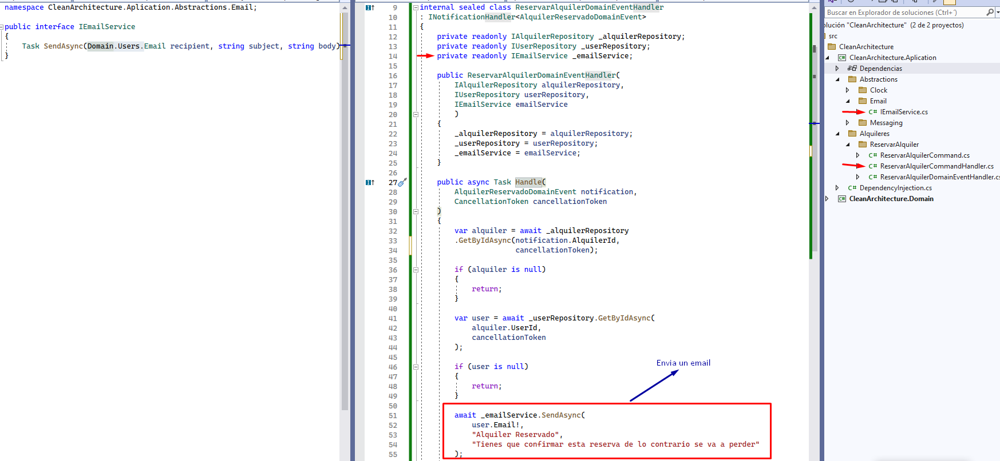 namespace CleanArchitecture.Aplication.Abstractions.Email;
public interface IEmailService
{
Task SendAsync(Domain.Users.Email recipient, string subject, string body)
}
9 internal sealed class ReservarAlquilerDomainEventHandler
10 : INotificationHandler<AlquilerReservadoDomainEvent>
11 {
12 private readonly IAlquilerRepository _alquilerRepository;
13 private readonly IUserRepository _userRepository;
14 private readonly IEmailService _emailService;
15
16 public ReservarAlquilerDomainEventHandler(
17 IAlquilerRepository alquilerRepository,
18 IUserRepository userRepository,
19 IEmailService emailService
20 )
21 {
22 _alquilerRepository = alquilerRepository;
23 _userRepository = userRepository;
24 _emailService = emailService;
25 }
26
27 public async Task Handle(
28 AlquilerReservadoDomainEvent notification,
29 CancellationToken cancellationToken
30 )
31 {
32 var alquiler = await _alquilerRepository
33 .GetByIdAsync(notification.AlquilerId,
34 cancellationToken);
35
36 if (alquiler is null)
37 {
38 return;
39 }
40
41 var user = await _userRepository.GetByIdAsync(
42 alquiler.UserId,
43 cancellationToken
44 );
45
46 if (user is null)
47 {
48 return;
49 }
50
51 await _emailService.SendAsync(
52 user.Email!,
53 "Alquiler Reservado",
54 "Tienes que confirmar esta reserva de lo contrario se va a perder"
55 );
Envia un email
Buscar en Explorador de soluciones (Ctrl+´)
olución "CleanArchitecture" (2 de 2 proyectos)
src
CleanArchitecture
CleanArchitecture.Aplication
Dependencias
Abstractions
Clock
Email
IEmailService.cs
Messaging
Alquileres
ReservarAlquiler
ReservarAlquilerCommand.cs
ReservarAlquilerCommandHandler.cs
ReservarAlquilerDomainEventHandler.c
DependencyInjection.cs
CleanArchitecture.Domain